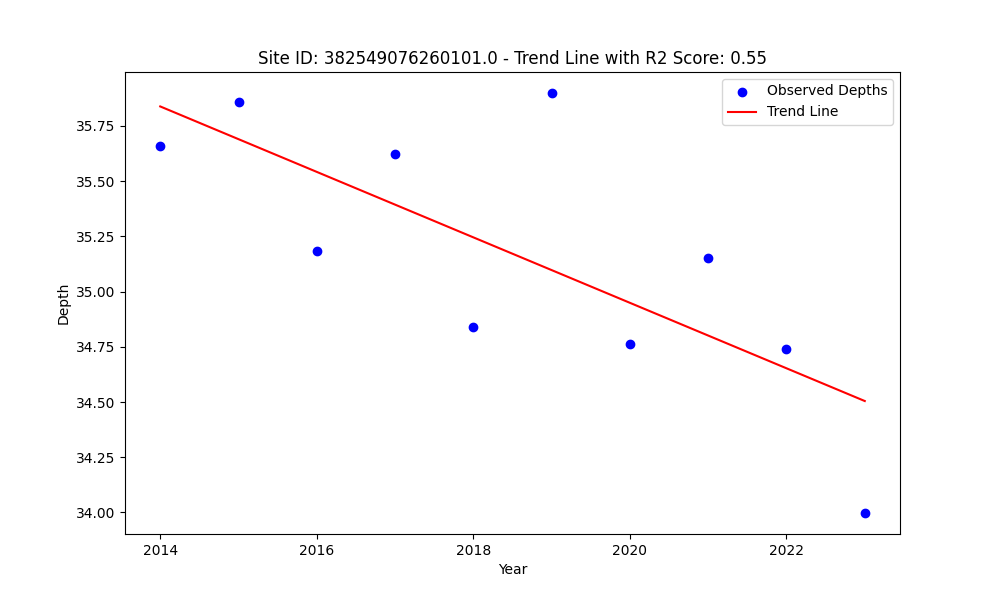 Site ID: 382549076260101.0 - Trend Line with R2 Score: 0.55
Observed Depths
Trend Line
35.75
35.50
35.25
35.00
34.75
34.50
34.25
34.00
Depth
2014 2016 2018 2020 2022
Year